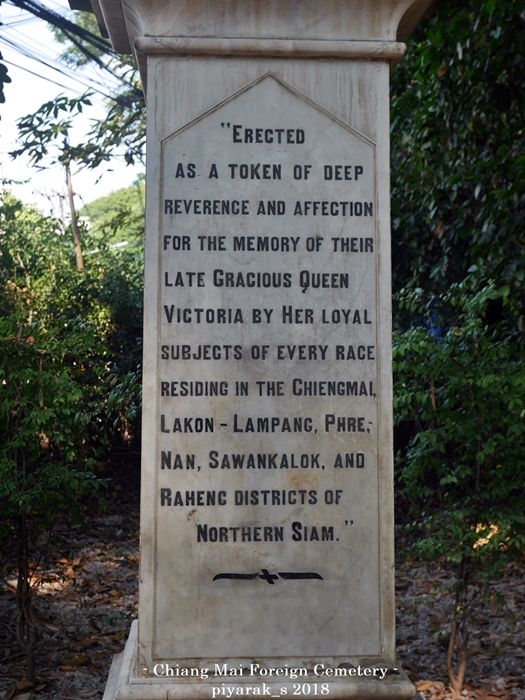 "Erected
as a token of deep
reverence and affection
for the memory of their
late Gracious Queen
Victoria by Her loyal
subjects of every race
residing in the Chiengmai,
Lakon - Lampang, Phre,-
Nan, Sawankalok, and
Raheng districts of
Northern Siam."
- Chiang Mai Foreign Cemetery -
piyarak_s 2018